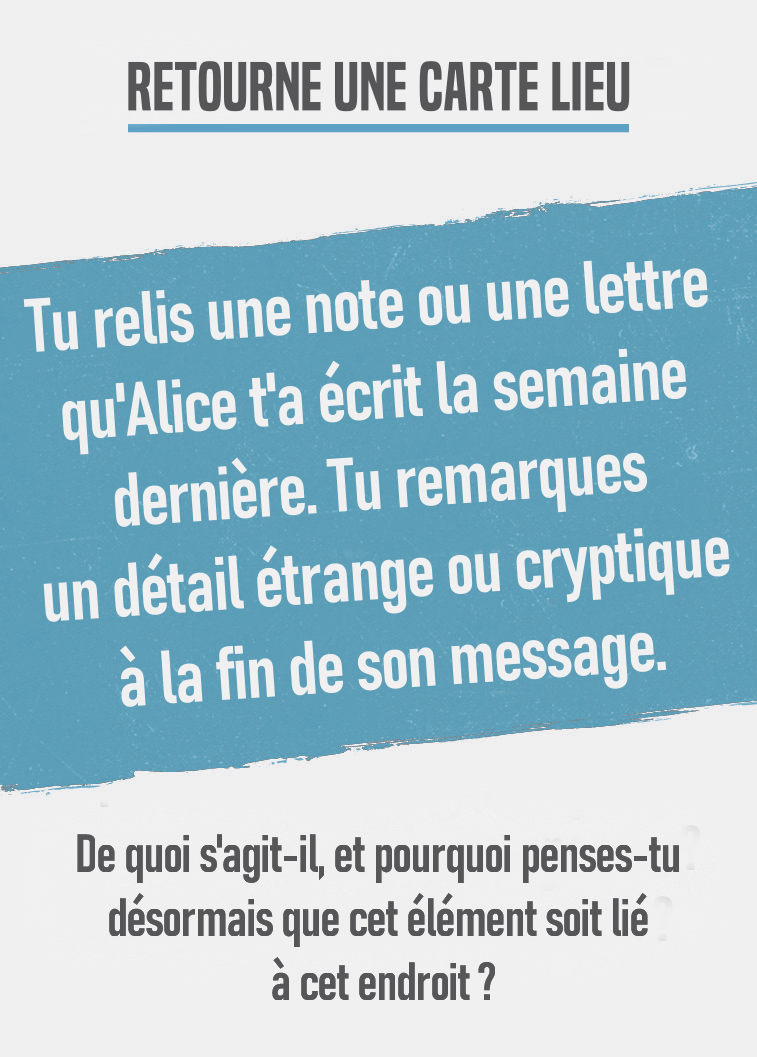 RETOURNE UNE CARTE LIEU
Tu relis une note ou une lettre
qu'Alice t'a écrit la semaine
dernière. Tu remarques
un détail étrange ou cryptique
à la fin de son message.
De quoi s'agit-il, et pourquoi penses-tu
désormais que cet élément soit lié
à cet endroit ?